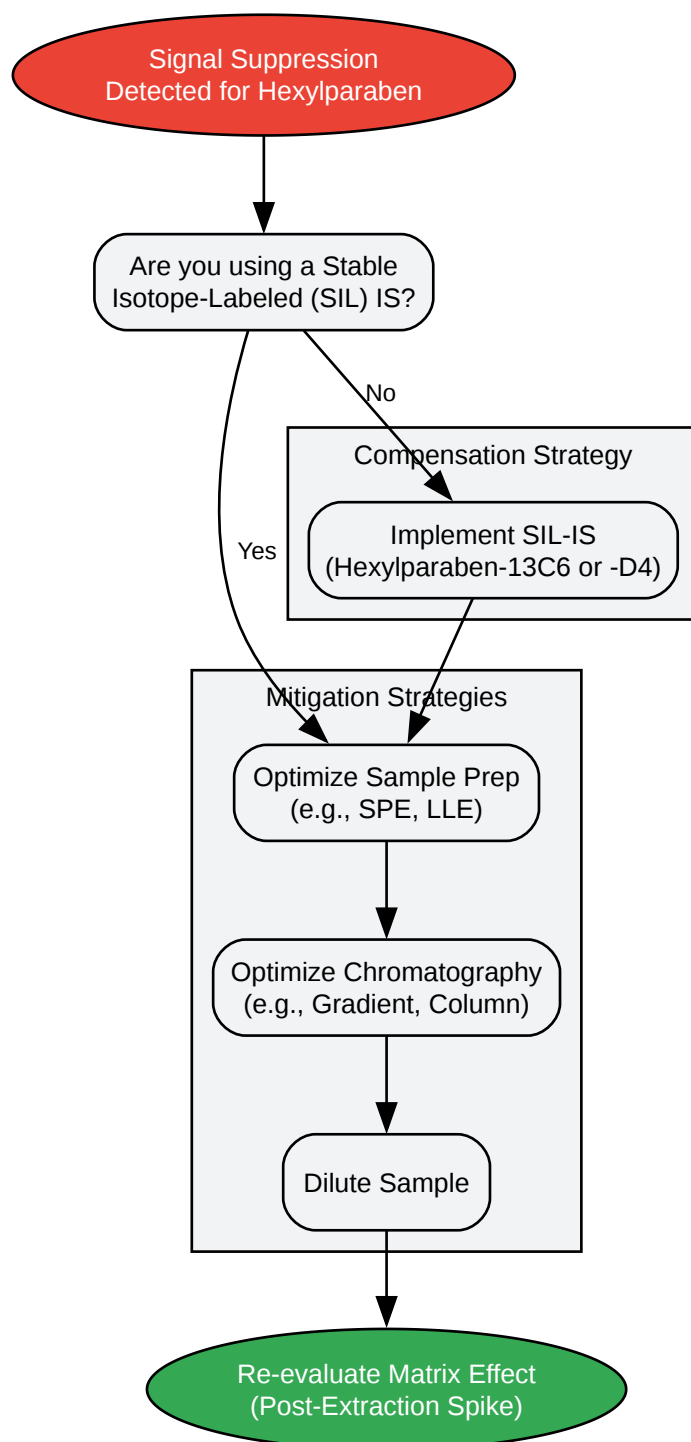 Signal Suppression
Detected for Hexylparaben
Are you using a Stable
Isotope-Labeled (SIL) IS?
No
Compensation Strategy
Implement SIL-IS
(Hexylparaben-13C6 or -D4)
Yes
Mitigation Strategies
Optimize Sample Prep
(e.g., SPE, LLE)
Optimize Chromatography
(e.g., Gradient, Column)
Dilute Sample
Re-evaluate Matrix Effect
(Post-Extraction Spike)